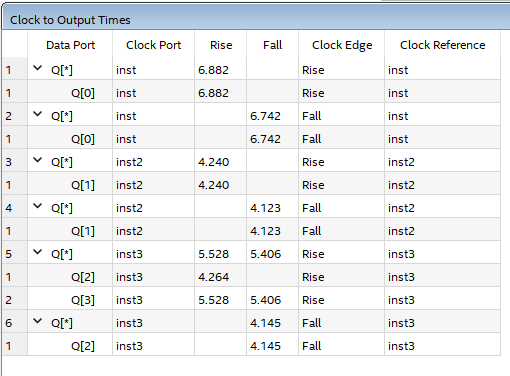 Clock to Output Times
Data Port Clock Port Rise Fall Clock Edge Clock Reference
1 Q[*] inst 6.882 Rise inst
1 Q[0] inst 6.882 Rise inst
2 Q[*] inst 6.742 Fall inst
1 Q[0] inst 6.742 Fall inst
3 Q[*] inst2 4.240 Rise inst2
1 Q[1] inst2 4.240 Rise inst2
4 Q[*] inst2 4.123 Fall inst2
1 Q[1] inst2 4.123 Fall inst2
5 Q[*] inst3 5.528 5.406 Rise inst3
1 Q[2] inst3 4.264 Rise inst3
2 Q[3] inst3 5.528 5.406 Rise inst3
6 Q[*] inst3 4.145 Fall inst3
1 Q[2] inst3 4.145 Fall inst3